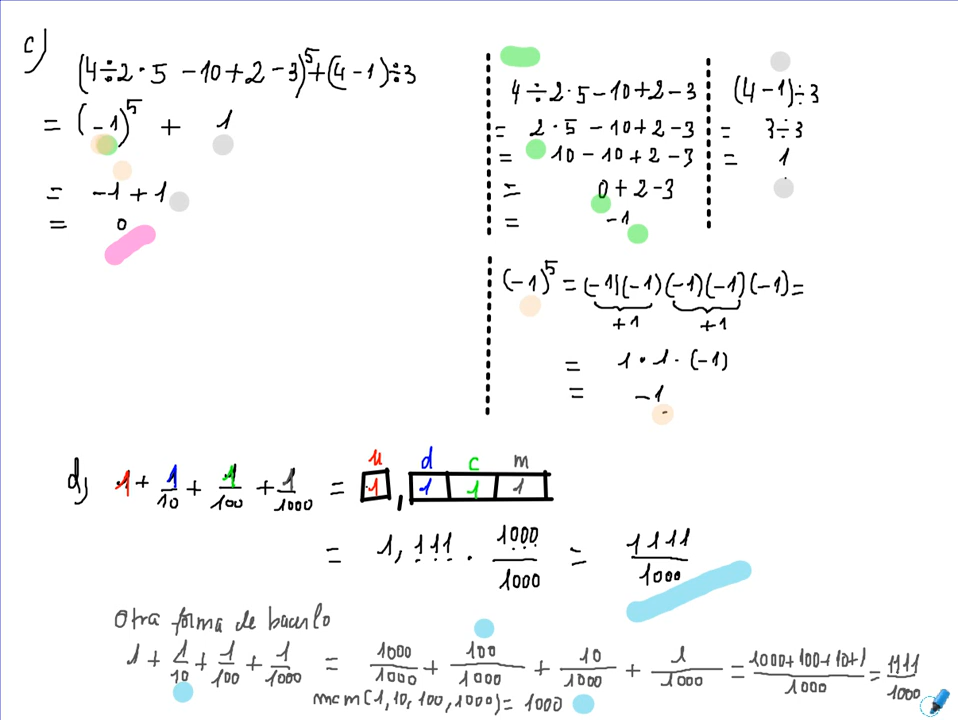 c)
(4÷2·5-10+2-3)⁵+(4-1)÷3
= (-1)⁵ + 1
= -1+1
= 0
4÷2·5-10+2-3
= 2·5-10+2-3
= 10-10+2-3
= 0+2-3
= -1
(4-1)÷3
= 3÷3
= 1
(-1)⁵ = (-1)(-1)(-1)(-1)(-1)=
+1 +1
= 1·1·(-1)
= -1
u d c m
d) 1+1/10+1/100+1/1000 = 1,111
= 1,111·1000/1000 = 1111/1000
Otra forma de hacerlo
1+1/10+1/100+1/1000 = 1000/1000+100/1000+10/1000+1/1000=1000+100+10+1/1000=1111/1000
mcm(1,10,100,1000)=1000